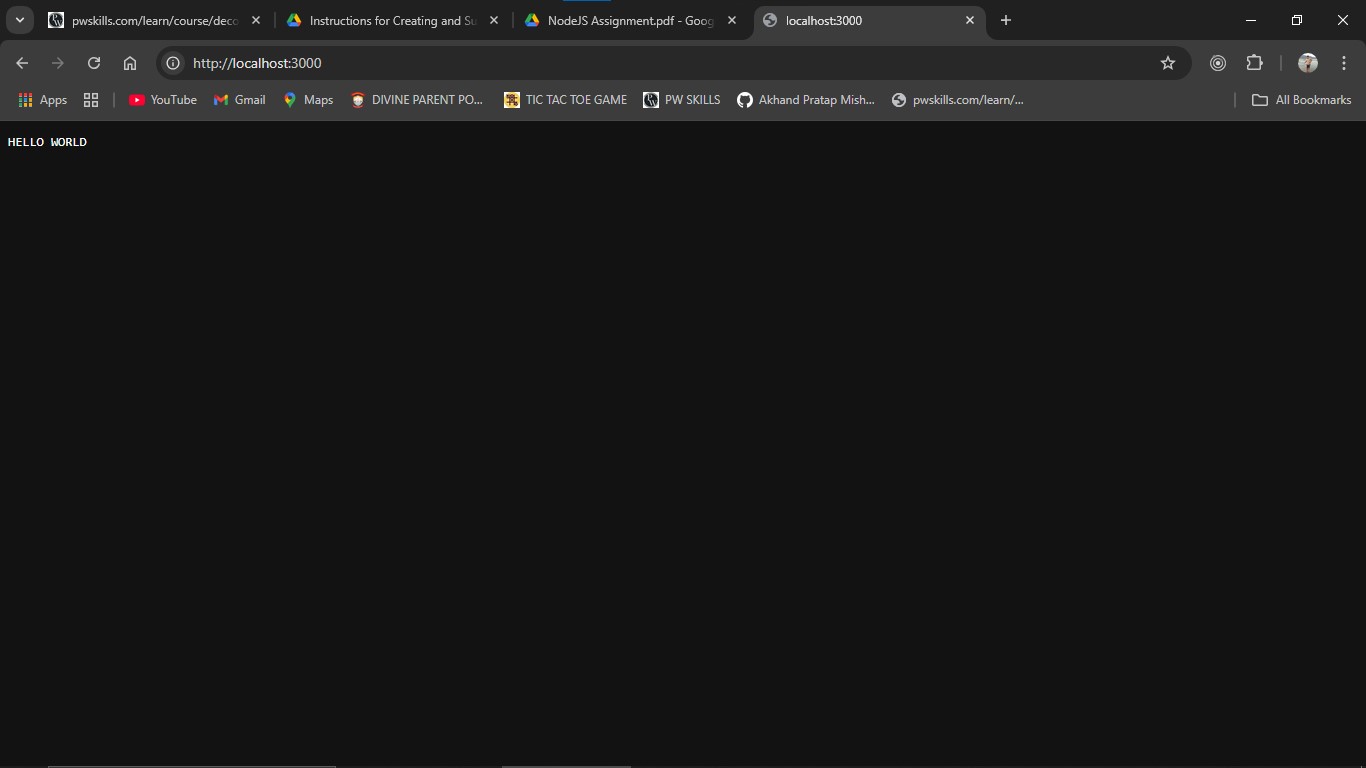 pwskills.com/learn/course/deco
Instructions for Creating and Su
NodeJS Assignment.pdf - Goog
localhost:3000
http://localhost:3000
Apps
YouTube
Gmail
Maps
DIVINE PARENT PO...
TIC TAC TOE GAME
PW SKILLS
Akhand Pratap Mish...
pwskills.com/learn/...
All Bookmarks
HELLO WORLD